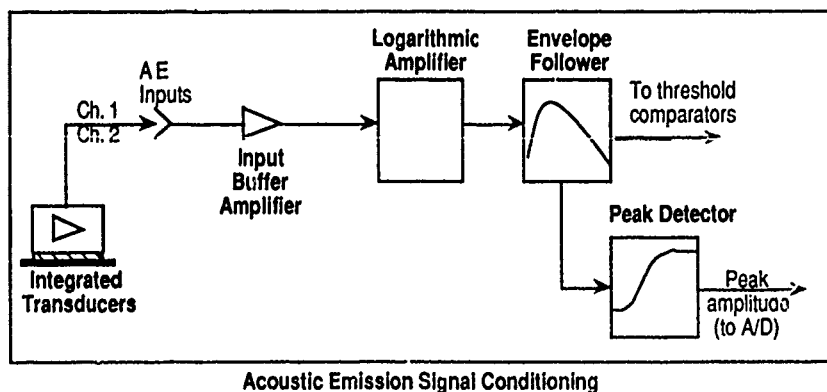 Logarithmic
Amplifier
Envelope
Follower
AE
Inputs
Ch. 1
Ch. 2
To threshold
comparators
Input
Buffer
Amplifier
Peak Detector
Integrated
Transducers
Peak
amplitudo
(to A/D)
Acoustic Emission Signal Conditioning